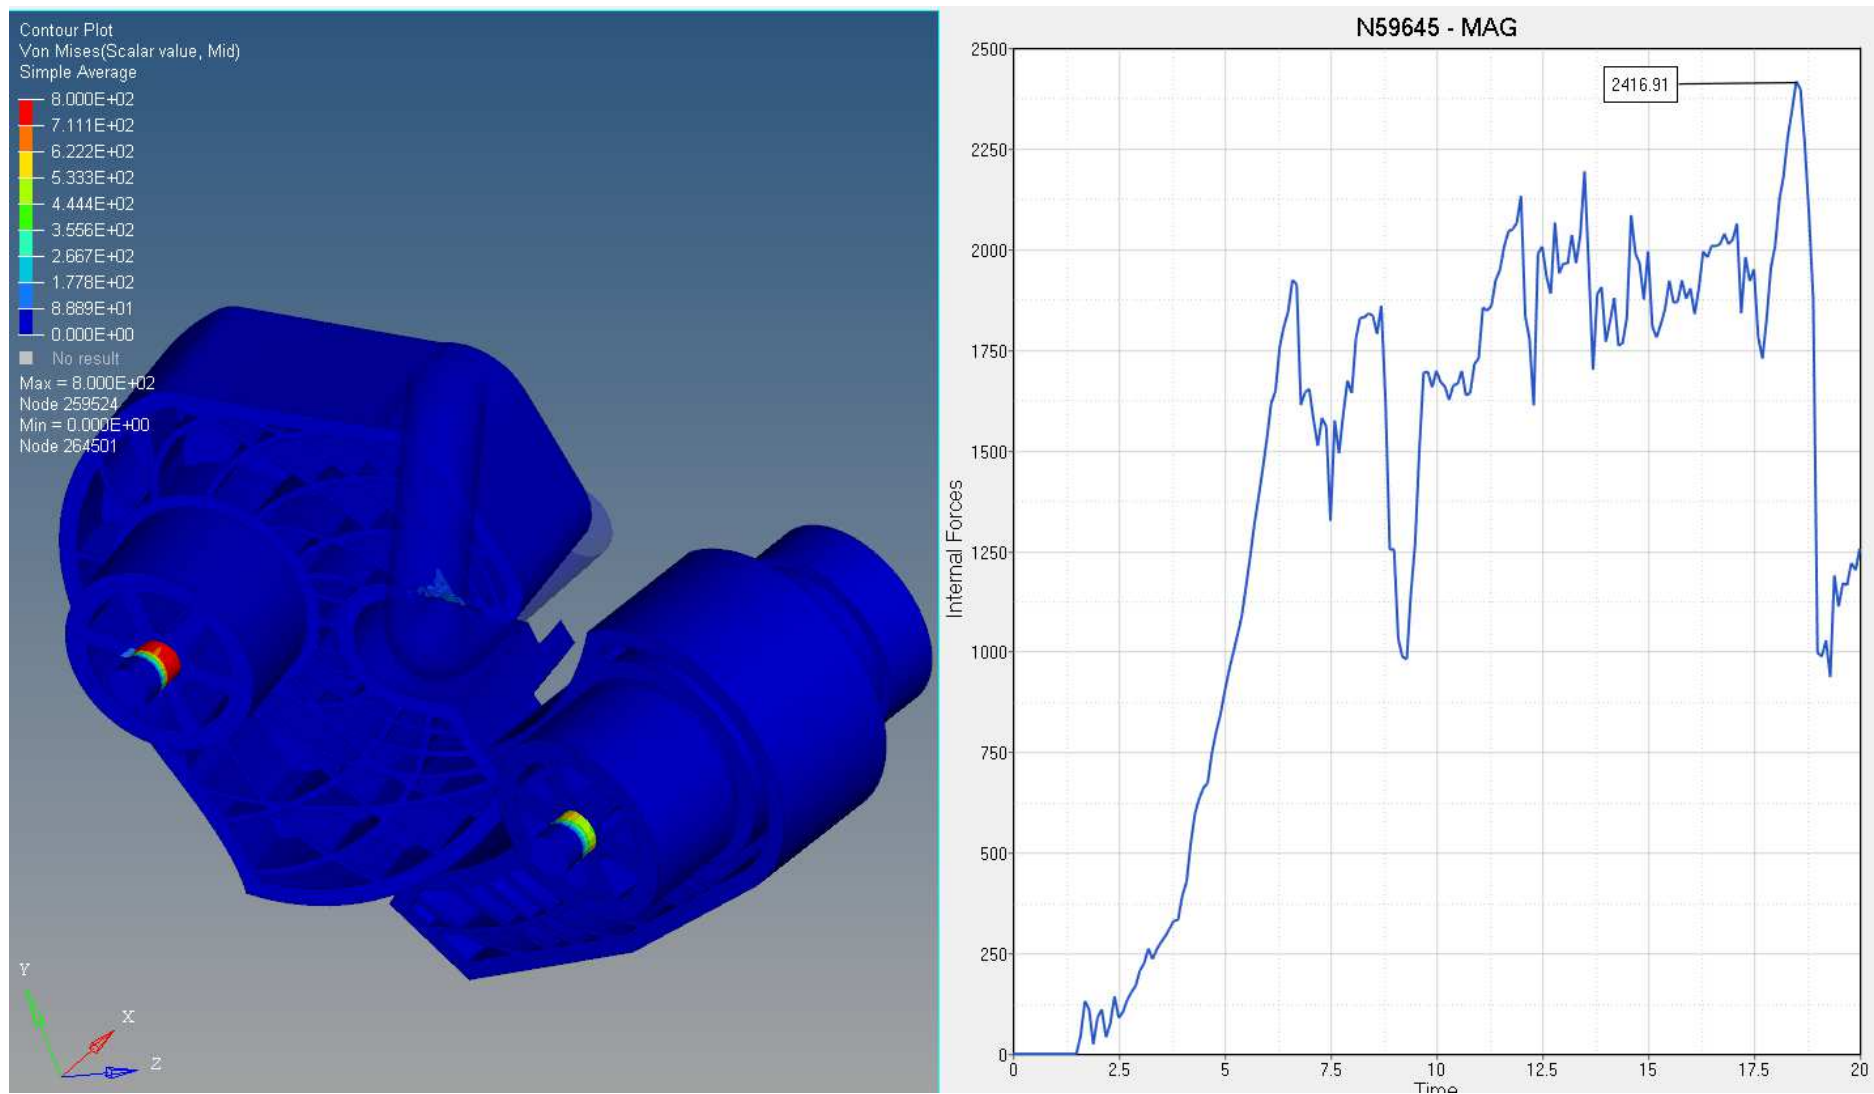 Contour Plot
Von Mises(Scalar value, Mid)
Simple Average
8.000E+02
7.111E+02
6.222E+02
5.333E+02
4.444E+02
3.556E+02
2.667E+02
1.778E+02
8.889E+01
0.000E+00
No result
Max = 8.000E+02
Node 259524
Min = 0.000E+00
Node 264501
Y
X
Z
N59645 - MAG
2416.91
Internal Forces
2500
2250
2000
1750
1500
1250
1000
750
500
250
0
0
2.5
5
7.5
10
12.5
15
17.5
20
Time